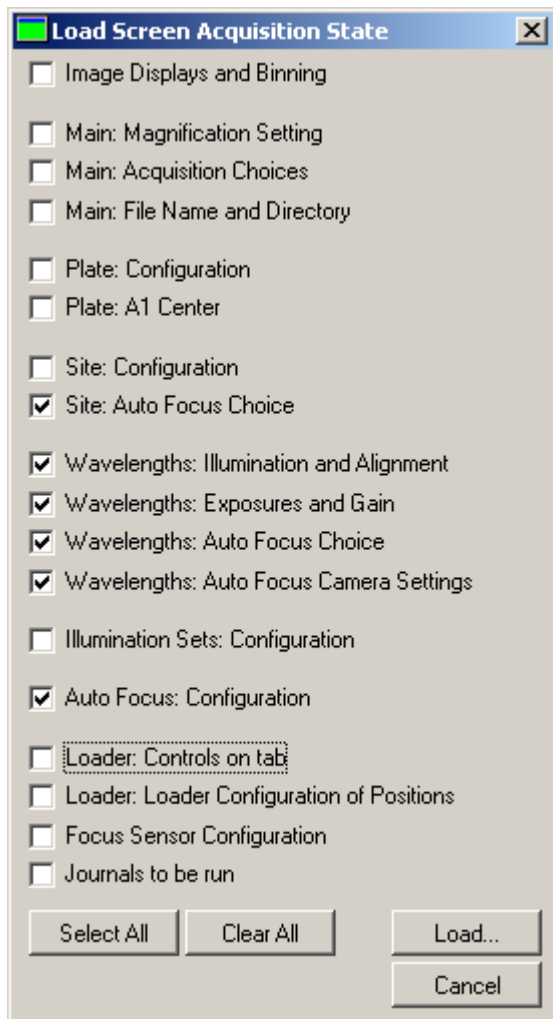 Load Screen Acquisition State
Image Displays and Binning
Main: Magnification Setting
Main: Acquisition Choices
Main: File Name and Directory
Plate: Configuration
Plate: A1 Center
Site: Configuration
Site: Auto Focus Choice
Wavelengths: Illumination and Alignment
Wavelengths: Exposures and Gain
Wavelengths: Auto Focus Choice
Wavelengths: Auto Focus Camera Settings
Illumination Sets: Configuration
Auto Focus: Configuration
Loader: Controls on tab
Loader: Loader Configuration of Positions
Focus Sensor Configuration
Journals to be run
Select All Clear All Load...
Cancel